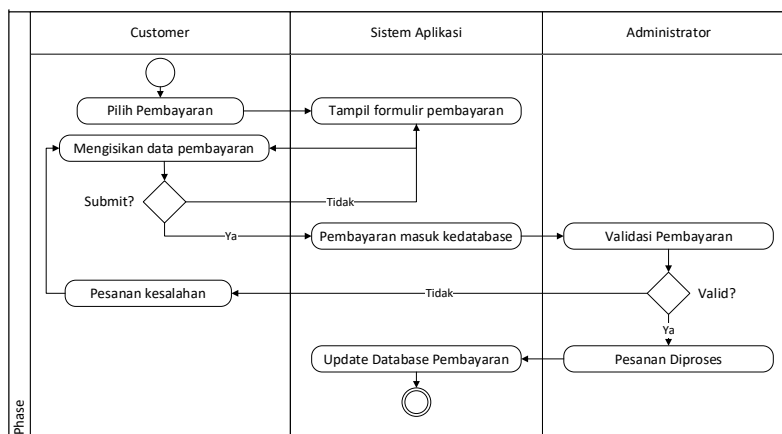 Customer
Sistem Aplikasi
Administrator
Pilih Pembayaran
Tampil formulir pembayaran
Mengisikan data pembayaran
Submit?
Tidak
Ya
Pembayaran masuk kedatabase
Validasi Pembayaran
Pesanan kesalahan
Tidak
Valid?
Ya
Update Database Pembayaran
Pesanan Diproses
Phase